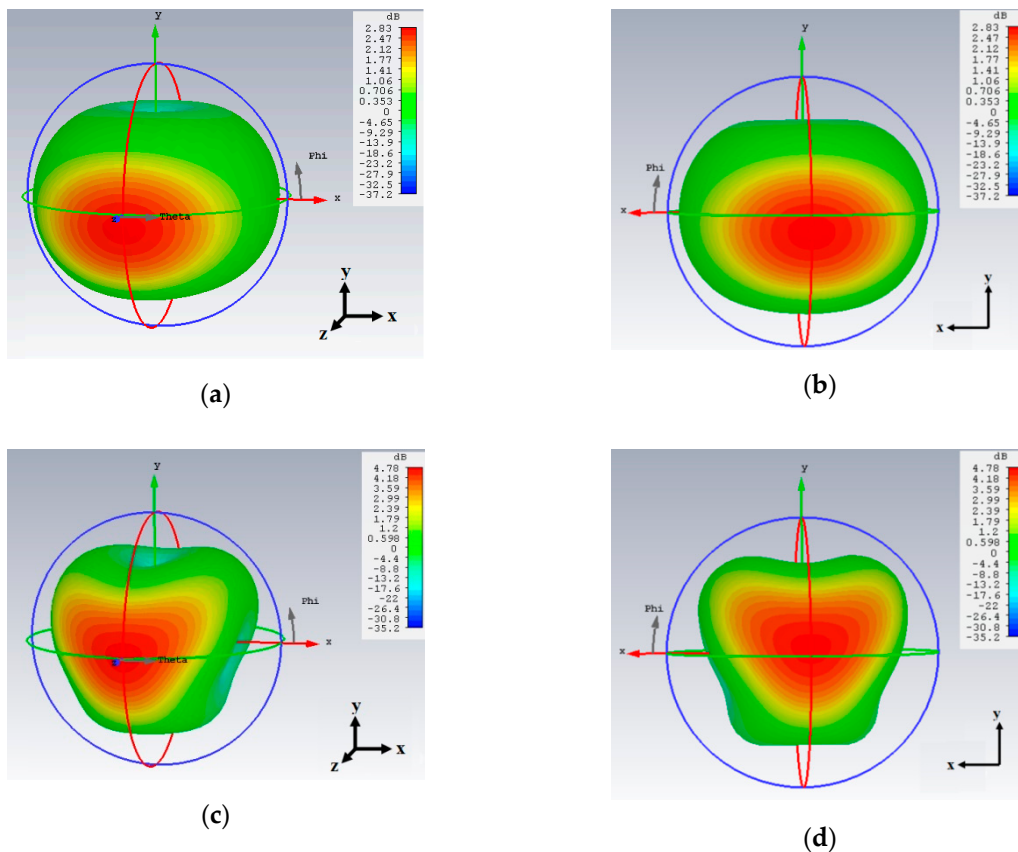 dB
2.83
2.47
2.12
1.77
1.41
1.06
0.706
0.353
0
-4.65
-9.29
-13.9
-18.6
-23.2
-27.9
-32.5
-37.2
y
Phi
x
Theta
y
x
z
(a)
dB
2.83
2.47
2.12
1.77
1.41
1.06
0.706
0.353
0
-4.65
-9.29
-13.9
-18.6
-23.2
-27.9
-32.5
-37.2
y
Phi
x
y
x
(b)
dB
4.78
4.18
3.59
2.99
2.39
1.79
1.2
0.598
0
-4.4
-8.8
-13.2
-17.6
-22
-26.4
-30.8
-35.2
y
Phi
x
Theta
y
x
z
(c)
dB
4.78
4.18
3.59
2.99
2.39
1.79
1.2
0.598
0
-4.4
-8.8
-13.2
-17.6
-22
-26.4
-30.8
-35.2
y
Phi
x
y
x
(d)